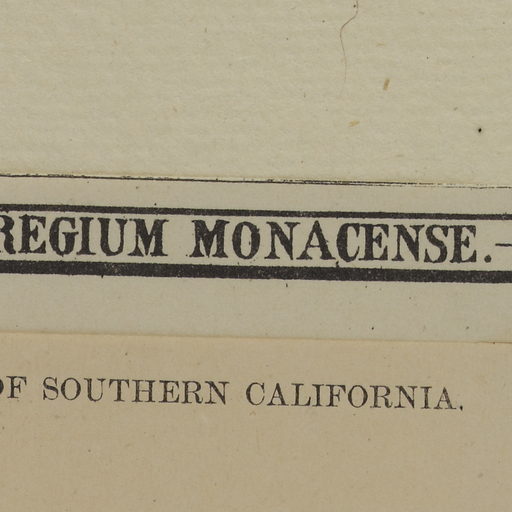 REGIUM MONACENSE.—
OF SOUTHERN CALIFORNIA.